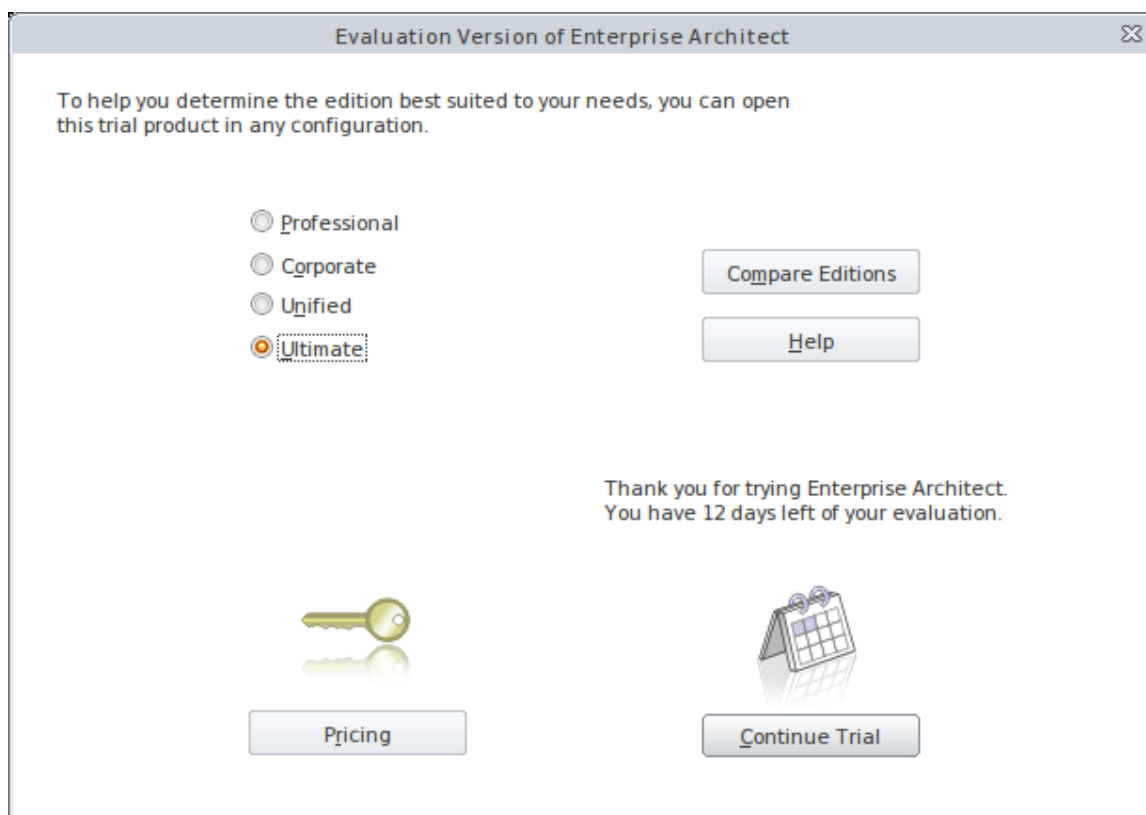 Evaluation Version of Enterprise Architect
To help you determine the edition best suited to your needs, you can open
this trial product in any configuration.
Professional
Corporate
Unified
Ultimate
Compare Editions
Help
Thank you for trying Enterprise Architect.
You have 12 days left of your evaluation.
Pricing
Continue Trial